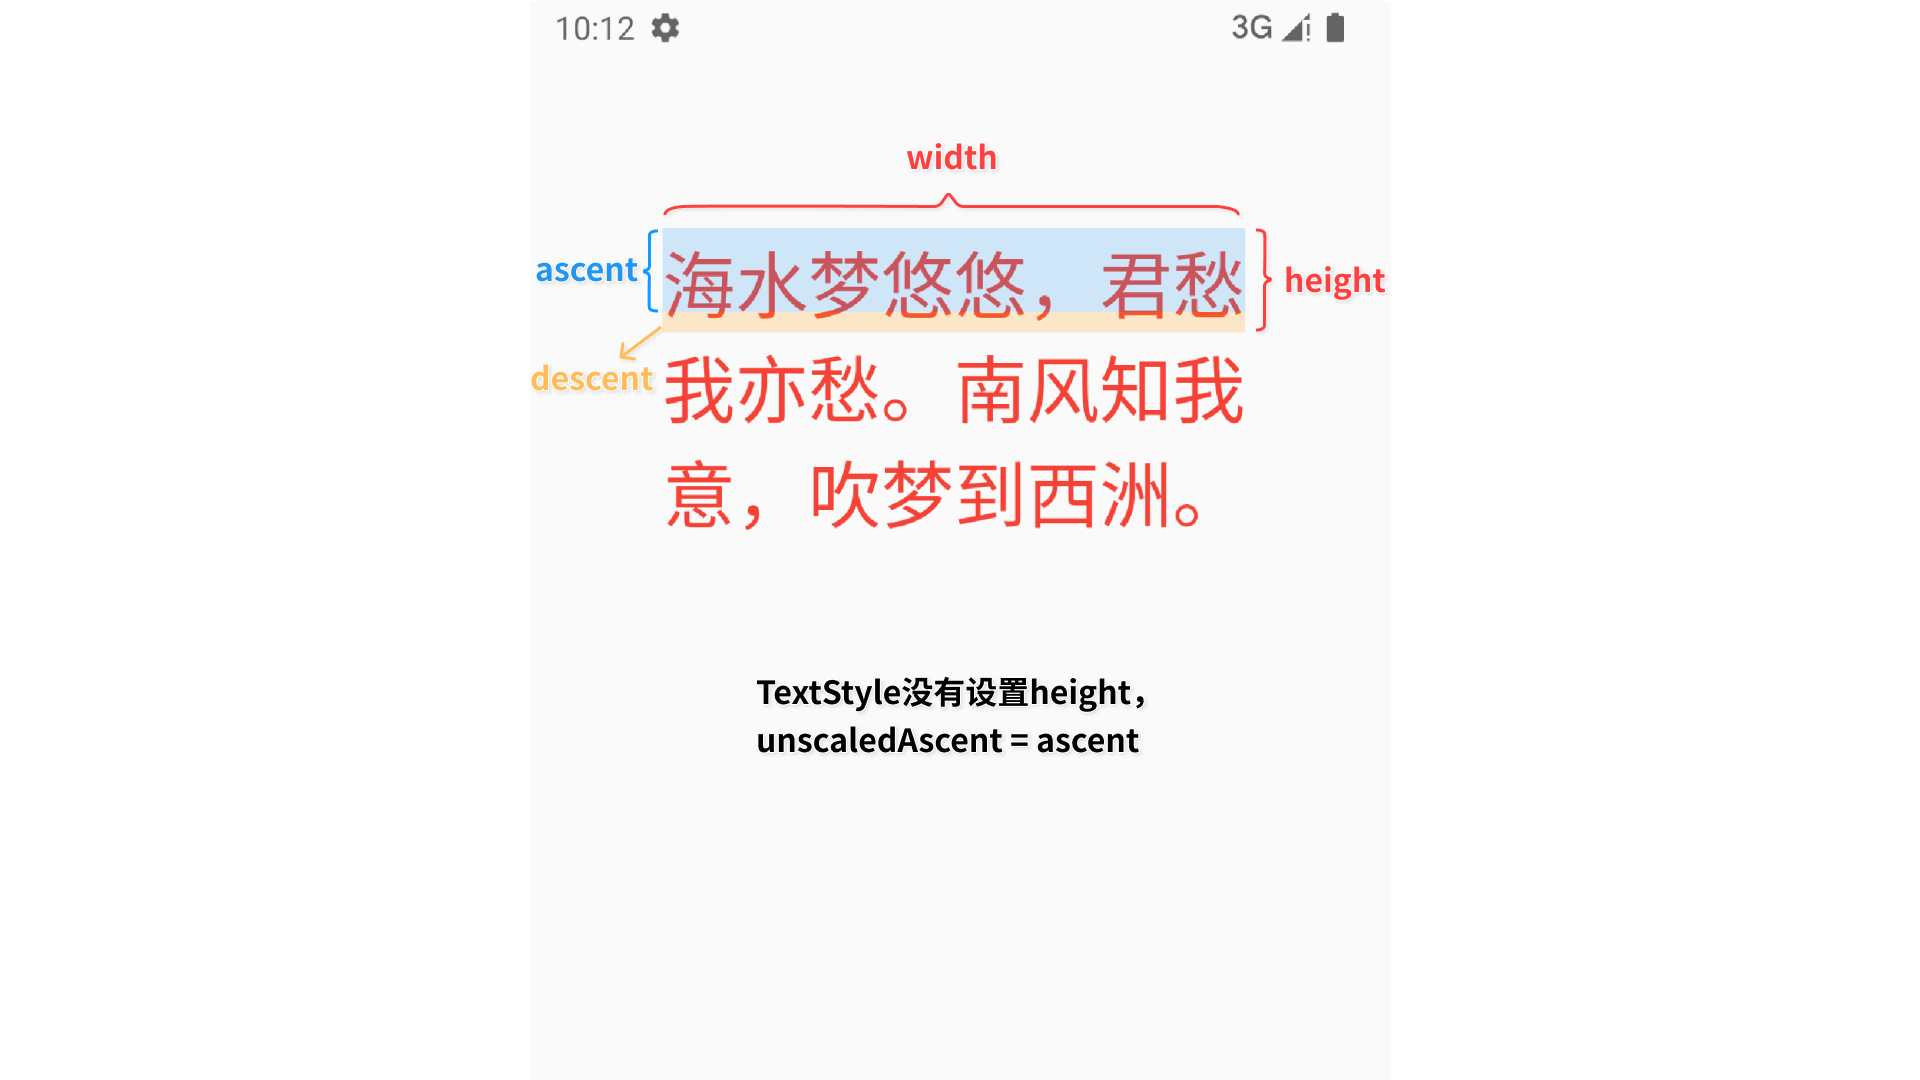 10:12
3G
width
ascent
海水梦悠悠，君愁
height
descent
我亦愁。南风知我
意，吹梦到西洲。
TextStyle没有设置height，
unscaledAscent = ascent